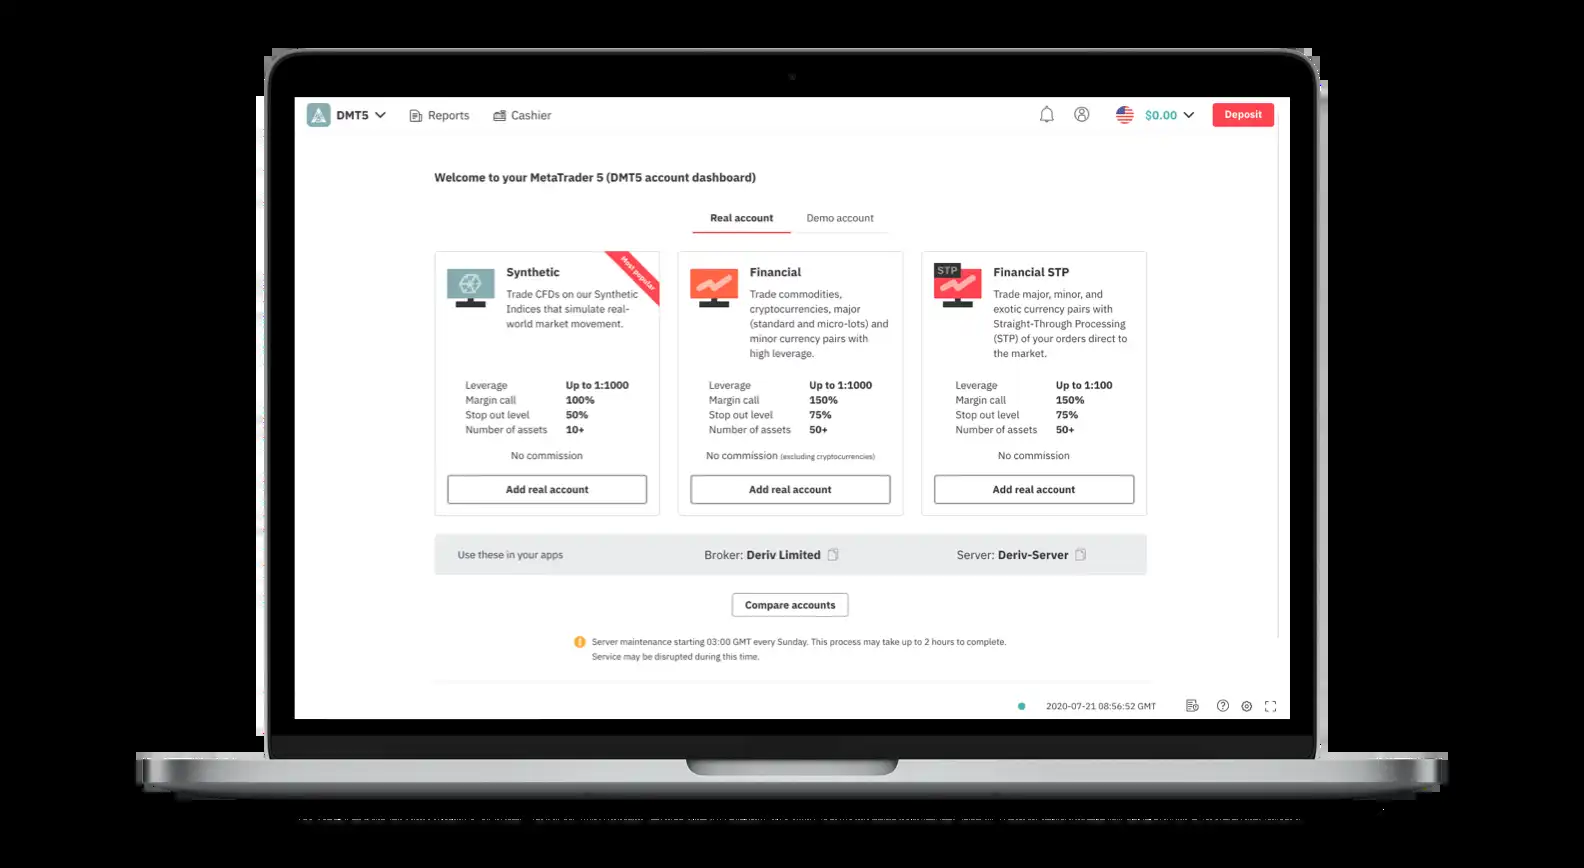 DMT5
Reports
Cashier
$0.00
Deposit
Welcome to your MetaTrader 5 (DMT5 account dashboard)
Real account
Demo account
Most popular
Synthetic
Trade CFDs on our Synthetic
Indices that simulate real-
world market movement.
Leverage Up to 1:1000
Margin call 100%
Stop out level 50%
Number of assets 10+
No commission
Add real account
Financial
Trade commodities,
cryptocurrencies, major
(standard and micro-lots) and
minor currency pairs with
high leverage.
Leverage Up to 1:1000
Margin call 150%
Stop out level 75%
Number of assets 50+
No commission (excluding cryptocurrencies)
Add real account
STP
Financial STP
Trade major, minor, and
exotic currency pairs with
Straight-Through Processing
(STP) of your orders direct to
the market.
Leverage Up to 1:100
Margin call 150%
Stop out level 75%
Number of assets 50+
No commission
Add real account
Use these in your apps
Broker: Deriv Limited
Server: Deriv-Server
Compare accounts
Server maintenance starting 03:00 GMT every Sunday. This process may take up to 2 hours to complete.
Service may be disrupted during this time.
2020-07-21 08:56:52 GMT